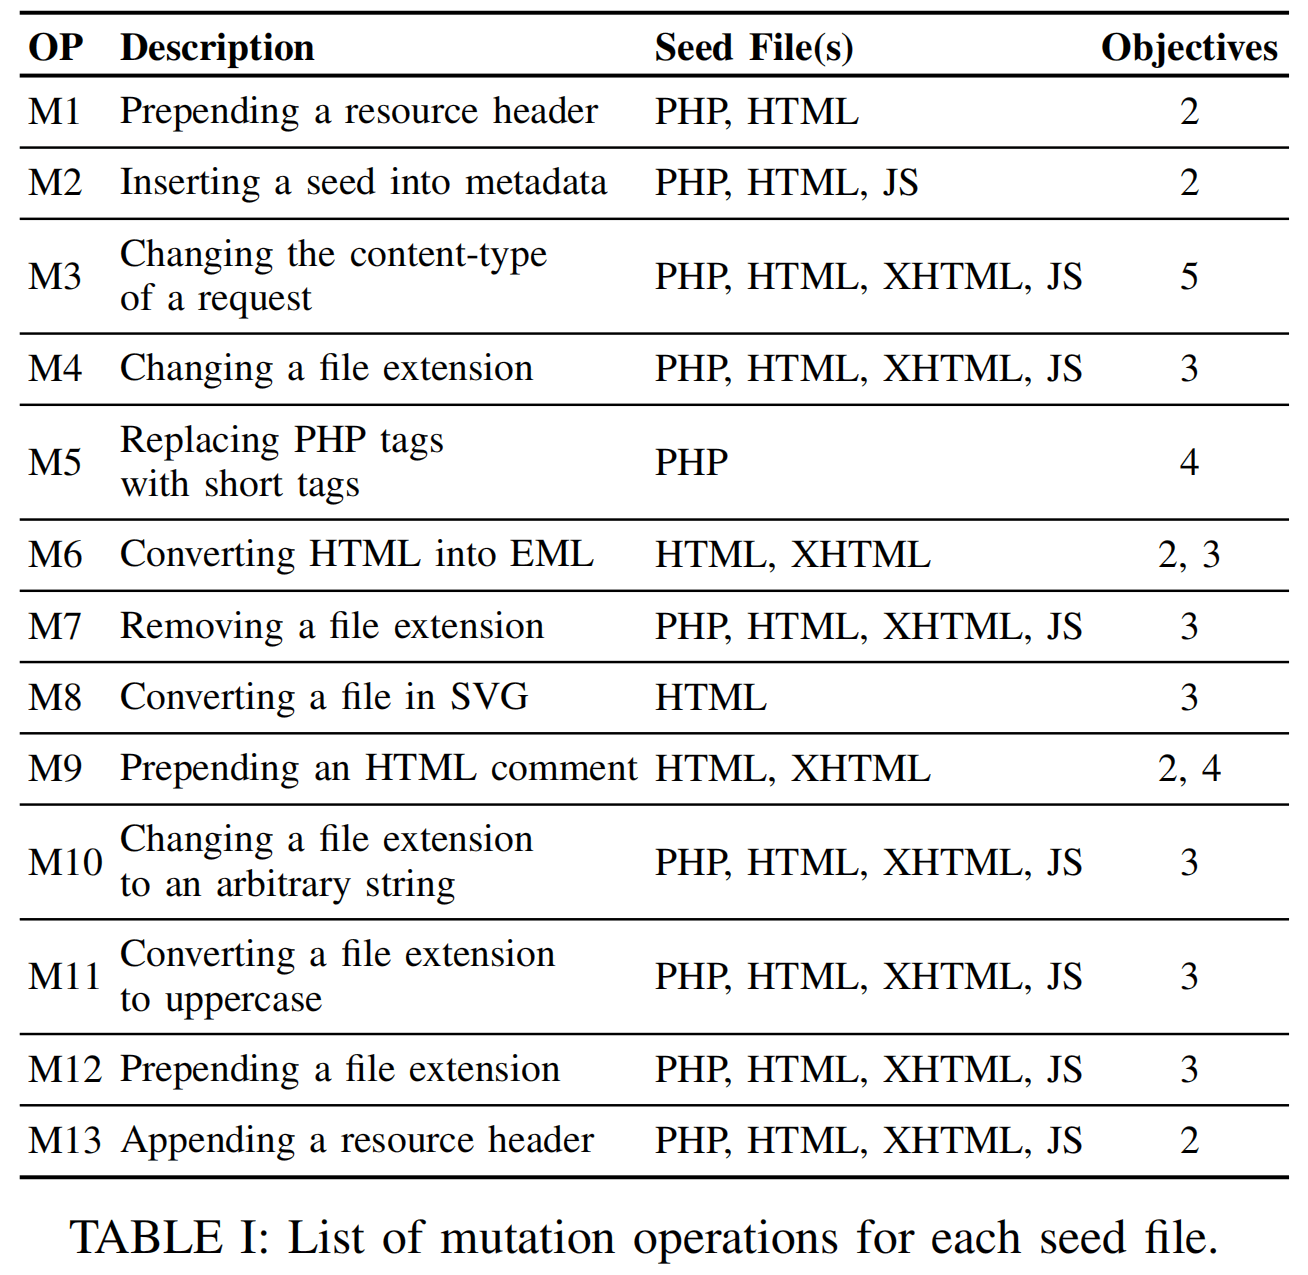 OP Description Seed File(s) Objectives
M1 Prepending a resource header PHP, HTML 2
M2 Inserting a seed into metadata PHP, HTML, JS 2
M3 Changing the content-type of a request PHP, HTML, XHTML, JS 5
M4 Changing a file extension PHP, HTML, XHTML, JS 3
M5 Replacing PHP tags with short tags PHP 4
M6 Converting HTML into EML HTML, XHTML 2, 3
M7 Removing a file extension PHP, HTML, XHTML, JS 3
M8 Converting a file in SVG HTML 3
M9 Prepending an HTML comment HTML, XHTML 2, 4
M10 Changing a file extension to an arbitrary string PHP, HTML, XHTML, JS 3
M11 Converting a file extension to uppercase PHP, HTML, XHTML, JS 3
M12 Prepending a file extension PHP, HTML, XHTML, JS 3
M13 Appending a resource header PHP, HTML, XHTML, JS 2
TABLE I: List of mutation operations for each seed file.